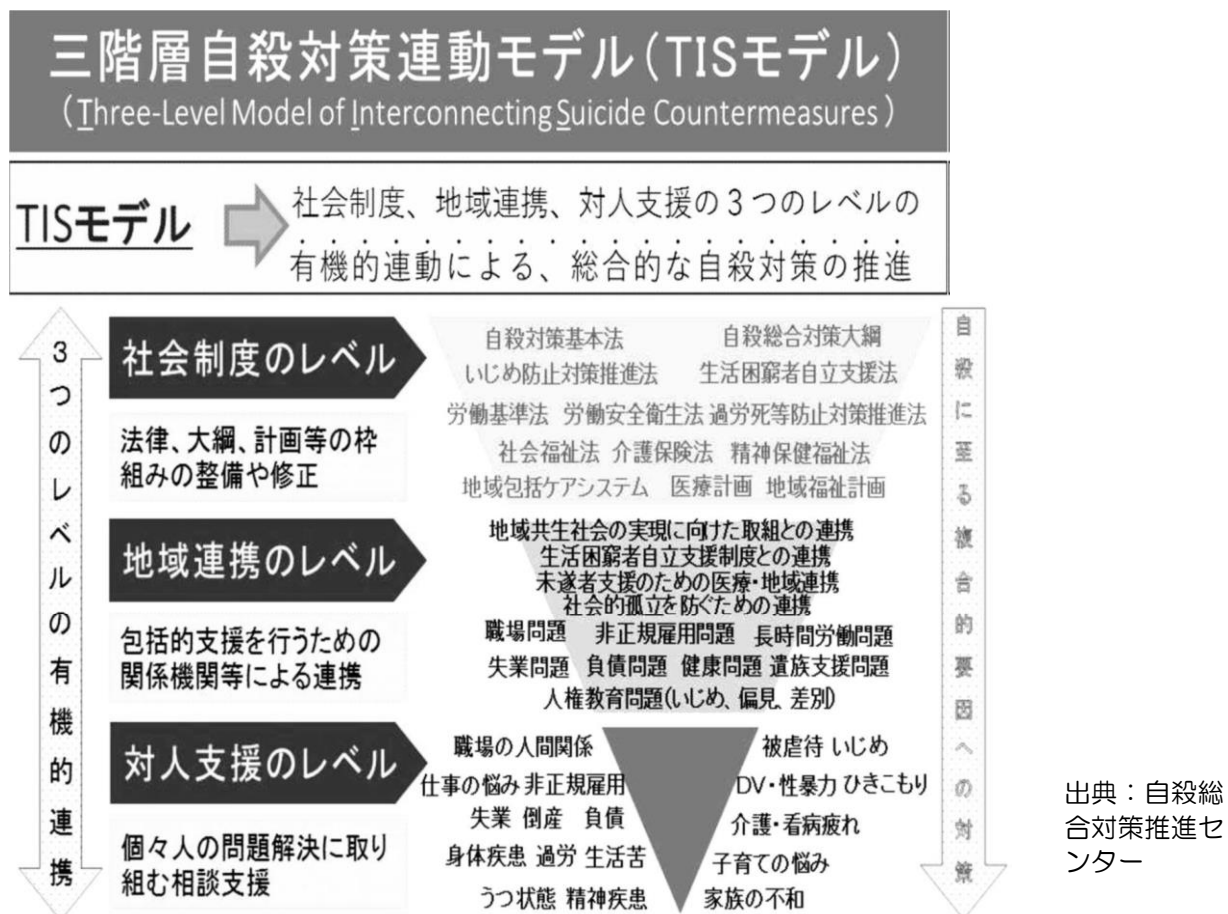 三階層自殺対策連動モデル(TISモデル)
(Three-Level Model of Interconnecting Suicide Countermeasures)
TISモデル
社会制度、地域連携、対人支援の3つのレベルの
有機的連動による、総合的な自殺対策の推進
3つのレベルの有機的連携
社会制度のレベル
法律、大綱、計画等の枠
組みの整備や修正
自殺対策基本法 自殺総合対策大綱
いじめ防止対策推進法 生活困窮者自立支援法
労働基準法 労働安全衛生法 過労死等防止対策推進法
社会福祉法 介護保険法 精神保健福祉法
地域包括ケアシステム 医療計画 地域福祉計画
地域連携のレベル
包括的支援を行うための
関係機関等による連携
地域共生社会の実現に向けた取組との連携
生活困窮者自立支援制度との連携
未遂者支援のための医療・地域連携
社会的孤立を防ぐための連携
職場問題 非正規雇用問題 長時間労働問題
失業問題 負債問題 健康問題 遺族支援問題
人権教育問題(いじめ、偏見、差別)
対人支援のレベル
個々人の問題解決に取り
組む相談支援
職場の人間関係 被虐待 いじめ
仕事の悩み 非正規雇用 DV・性暴力 ひきこもり
失業 倒産 負債 介護・看病疲れ
身体疾患 過労 生活苦 子育ての悩み
うつ状態 精神疾患 家族の不和
自殺に至る複合的要因への対策
出典：自殺総
合対策推進セ
ンター